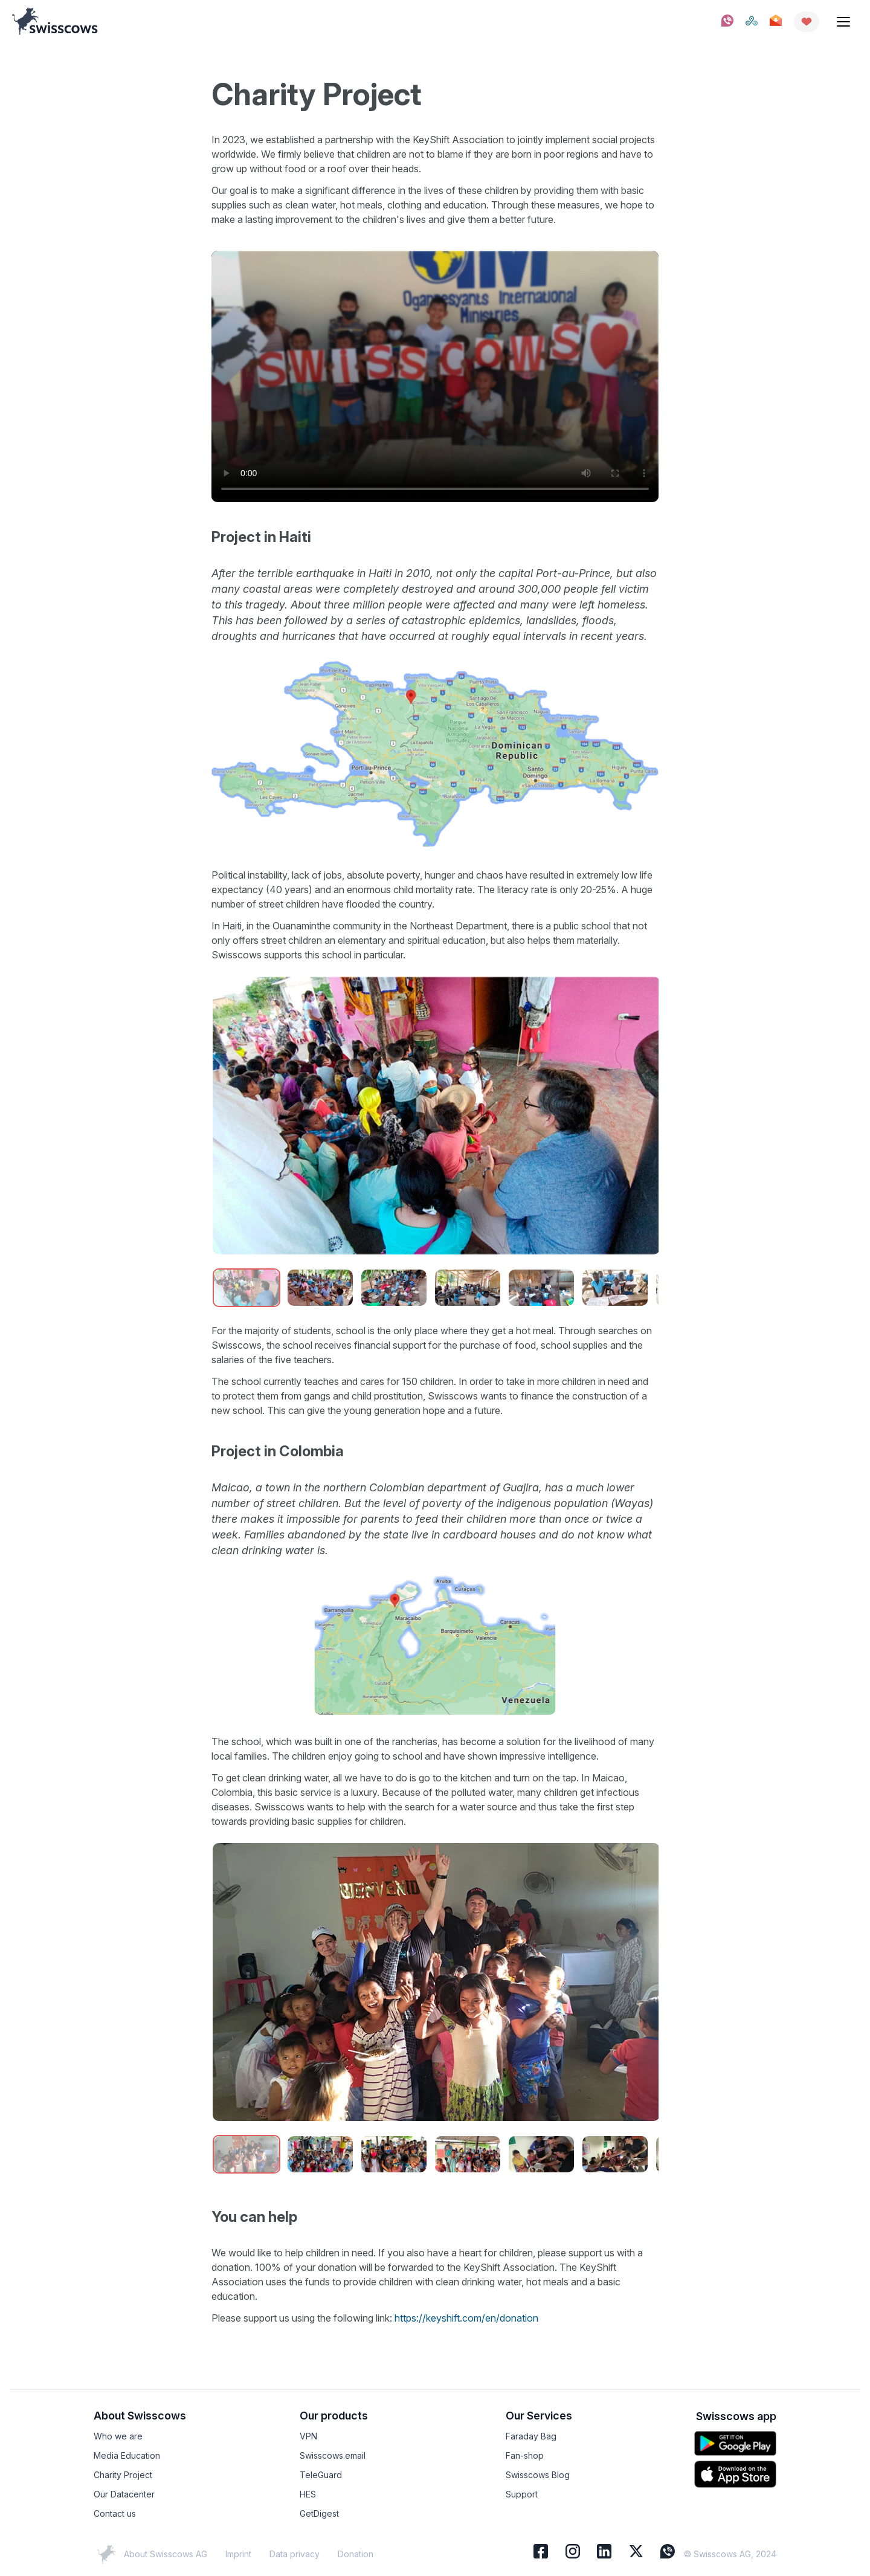 swisscows
Charity Project
In 2023, we established a partnership with the KeyShift Association to jointly implement social projects
worldwide. We firmly believe that children are not to blame if they are born in poor regions and have to
grow up without food or a roof over their heads.
Our goal is to make a significant difference in the lives of these children by providing them with basic
supplies such as clean water, hot meals, clothing and education. Through these measures, we hope to
make a lasting improvement to the children's lives and give them a better future.
Oganesyants International
Ministries
SWISSCOWS
0:00
Project in Haiti
After the terrible earthquake in Haiti in 2010, not only the capital Port-au-Prince, but also
many coastal areas were completely destroyed and around 300,000 people fell victim
to this tragedy. About three million people were affected and many were left homeless.
This has been followed by a series of catastrophic epidemics, landslides, floods,
droughts and hurricanes that have occurred at roughly equal intervals in recent years.
Gonaives
Santiago De
Los Caballeros
San Francisco
de Macorís
La Vega
La Española
Dominican
Republic
Port-au-Prince
Santo
Domingo
Higüey
Punta Cana
La Romana
Les Cayes
Jacmel
Political instability, lack of jobs, absolute poverty, hunger and chaos have resulted in extremely low life
expectancy (40 years) and an enormous child mortality rate. The literacy rate is only 20-25%. A huge
number of street children have flooded the country.
In Haiti, in the Ouanaminthe community in the Northeast Department, there is a public school that not
only offers street children an elementary and spiritual education, but also helps them materially.
Swisscows supports this school in particular.
For the majority of students, school is the only place where they get a hot meal. Through searches on
Swisscows, the school receives financial support for the purchase of food, school supplies and the
salaries of the five teachers.
The school currently teaches and cares for 150 children. In order to take in more children in need and
to protect them from gangs and child prostitution, Swisscows wants to finance the construction of a
new school. This can give the young generation hope and a future.
Project in Colombia
Maicao, a town in the northern Colombian department of Guajira, has a much lower
number of street children. But the level of poverty of the indigenous population (Wayas)
there makes it impossible for parents to feed their children more than once or twice a
week. Families abandoned by the state live in cardboard houses and do not know what
clean drinking water is.
Aruba
Curaçao
Barranquilla
Maracaibo
Caracas
Barquisimeto
Valencia
Bucaramanga
Venezuela
The school, which was built in one of the rancherias, has become a solution for the livelihood of many
local families. The children enjoy going to school and have shown impressive intelligence.
To get clean drinking water, all we have to do is go to the kitchen and turn on the tap. In Maicao,
Colombia, this basic service is a luxury. Because of the polluted water, many children get infectious
diseases. Swisscows wants to help with the search for a water source and thus take the first step
towards providing basic supplies for children.
BIENVENID
You can help
We would like to help children in need. If you also have a heart for children, please support us with a
donation. 100% of your donation will be forwarded to the KeyShift Association. The KeyShift
Association uses the funds to provide children with clean drinking water, hot meals and a basic
education.
Please support us using the following link: https://keyshift.com/en/donation
About Swisscows
Who we are
Media Education
Charity Project
Our Datacenter
Contact us
Our products
VPN
Swisscows.email
TeleGuard
HES
GetDigest
Our Services
Faraday Bag
Fan-shop
Swisscows Blog
Support
Swisscows app
GET IT ON
Google Play
Download on the
App Store
About Swisscows AG Imprint Data privacy Donation
© Swisscows AG, 2024